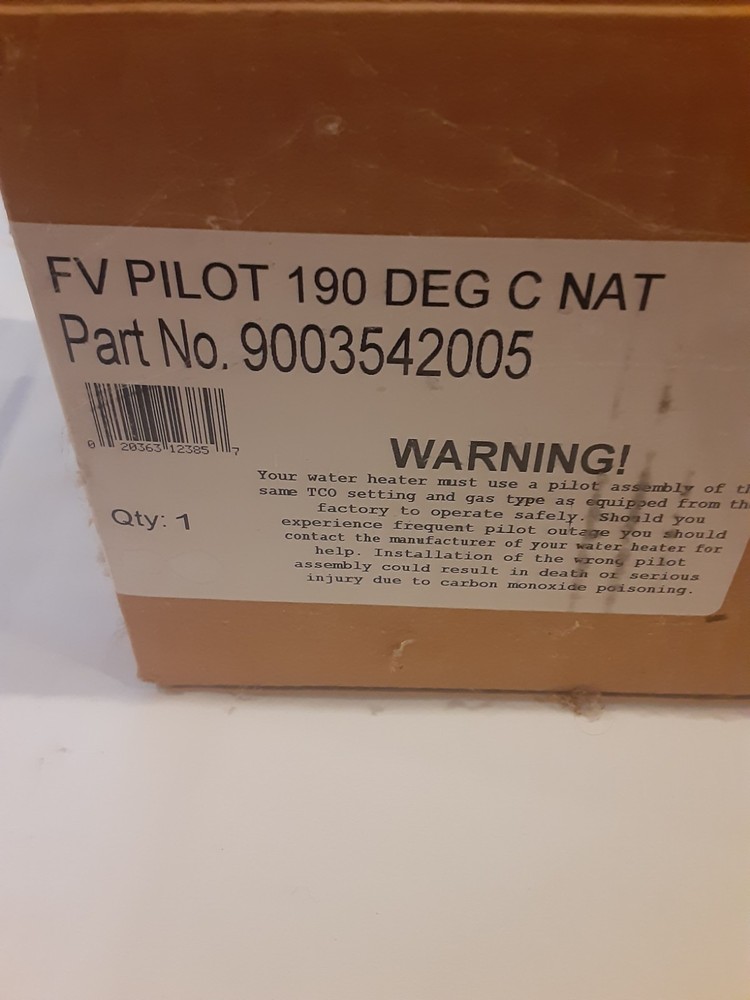 FV PILOT 190 DEG C NAT
Part No. 9003542005
0 20363 12385 7
WARNING!
Your water heater must use a pilot assembly of
same TCO setting and gas type as equipped from
factory to operate safely. Should you
experience frequent pilot outage you should
contact the manufacturer of your water heater for
help. Installation of the wrong pilot
assembly could result in death or serious
injury due to carbon monoxide poisoning.
Qty: 1